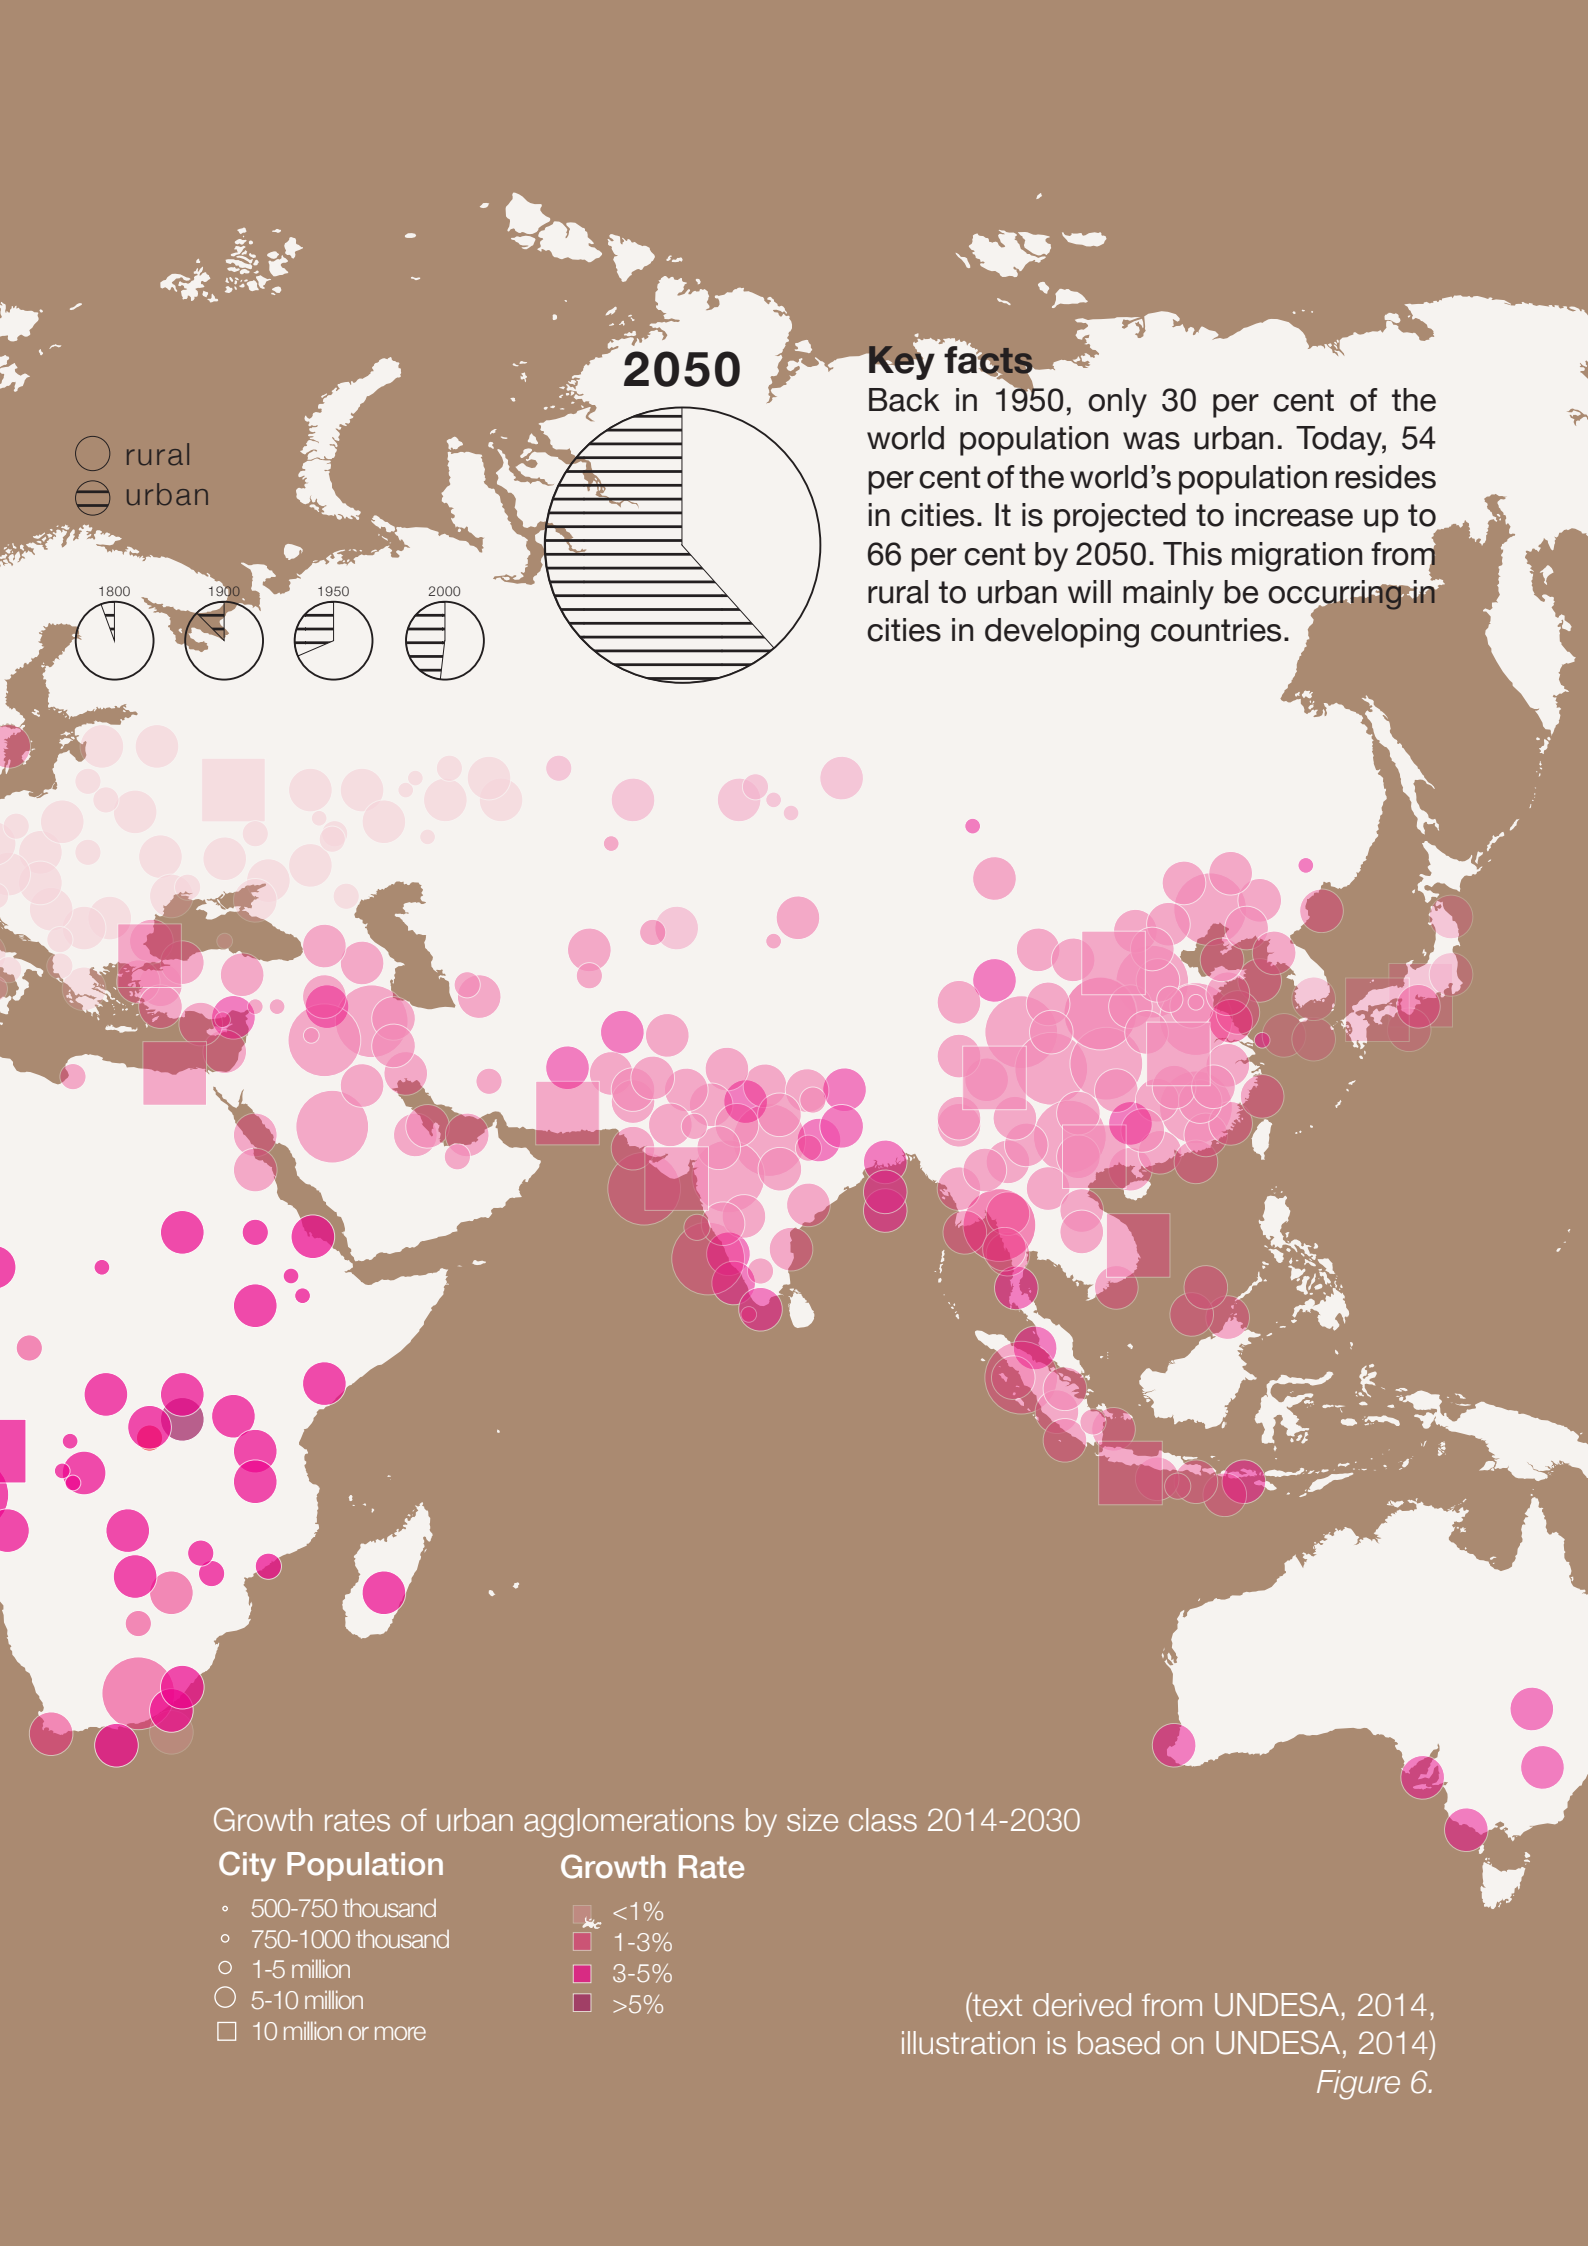 2050
Key facts
Back in 1950, only 30 per cent of the
world population was urban. Today, 54
per cent of the world's population resides
in cities. It is projected to increase up to
66 per cent by 2050. This migration from
rural to urban will mainly be occurring in
cities in developing countries.
rural
urban
1800
1900
1950
2000
Growth rates of urban agglomerations by size class 2014-2030
City Population
500-750 thousand
750-1000 thousand
1-5 million
5-10 million
10 million or more
Growth Rate
<1%
1-3%
3-5%
>5%
(text derived from UNDESA, 2014,
illustration is based on UNDESA, 2014)
Figure 6.